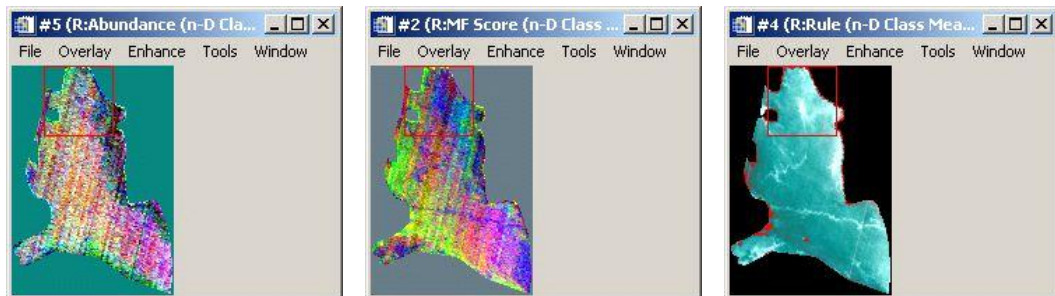 #5 (R:Abundance (n-D Cla...
File Overlay Enhance Tools Window
#2 (R:MF Score (n-D Class ...
File Overlay Enhance Tools Window
#4 (R:Rule (n-D Class Mea...
File Overlay Enhance Tools Window